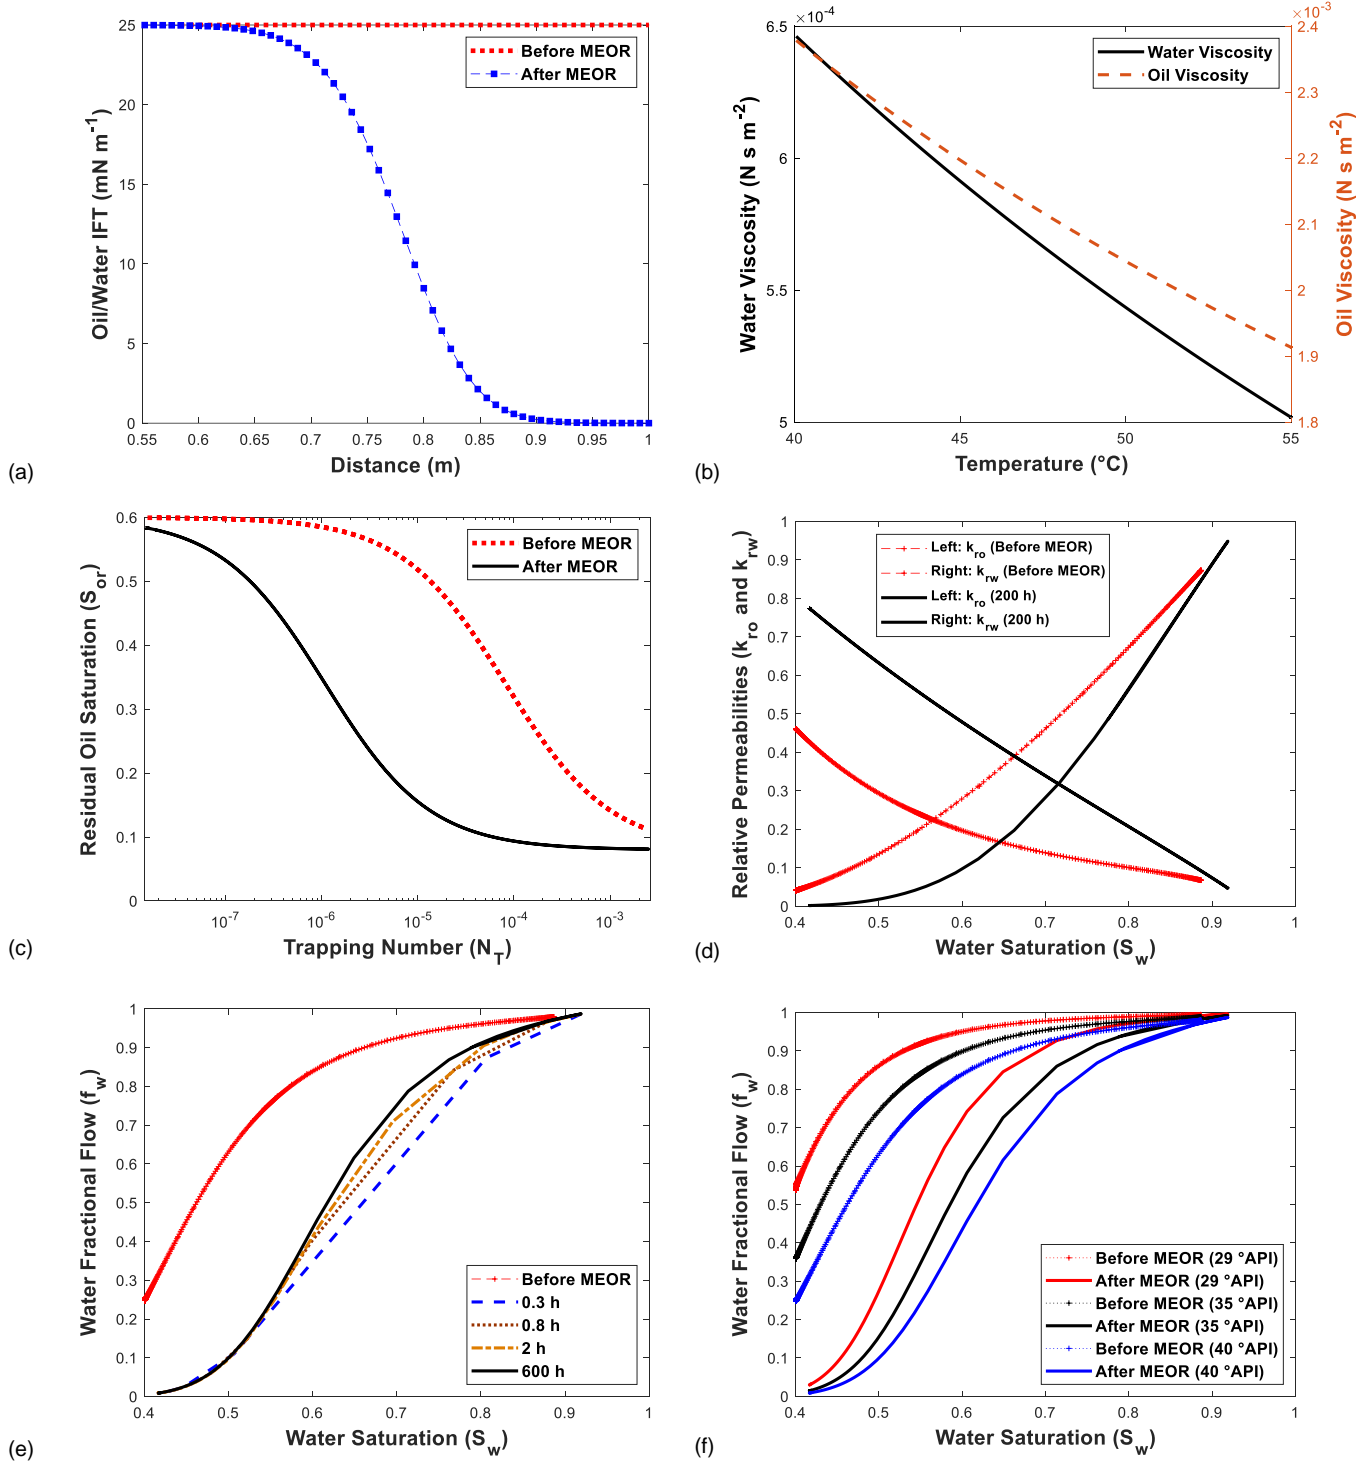 25
20
15
10
5
0
Oil/Water IFT (mN m-1)
Before MEOR
After MEOR
0.55 0.6 0.65 0.7 0.75 0.8 0.85 0.9 0.95 1
Distance (m)
(a)
×10-4
6.5
6
5.5
5
Water Viscosity (N s m-2)
Water Viscosity
Oil Viscosity
×10-3
2.4
2.3
2.2
2.1
2
1.9
1.8
Oil Viscosity (N s m-2)
40 45 50 55
Temperature (°C)
(b)
0.6
0.5
0.4
0.3
0.2
0.1
0
Residual Oil Saturation (Sor)
Before MEOR
After MEOR
10-7 10-6 10-5 10-4 10-3
Trapping Number (NT)
(c)
1
0.9
0.8
0.7
0.6
0.5
0.4
0.3
0.2
0.1
0
Relative Permeabilities (kro and krw)
Left: kro (Before MEOR)
Right: krw (Before MEOR)
Left: kro (200 h)
Right: krw (200 h)
0.4 0.5 0.6 0.7 0.8 0.9 1
Water Saturation (Sw)
(d)
1
0.9
0.8
0.7
0.6
0.5
0.4
0.3
0.2
0.1
0
Water Fractional Flow (fw)
Before MEOR
0.3 h
0.8 h
2 h
600 h
0.4 0.5 0.6 0.7 0.8 0.9 1
Water Saturation (Sw)
(e)
1
0.9
0.8
0.7
0.6
0.5
0.4
0.3
0.2
0.1
0
Water Fractional Flow (fw)
Before MEOR (29 °API)
After MEOR (29 °API)
Before MEOR (35 °API)
After MEOR (35 °API)
Before MEOR (40 °API)
After MEOR (40 °API)
0.4 0.5 0.6 0.7 0.8 0.9 1
Water Saturation (Sw)
(f)